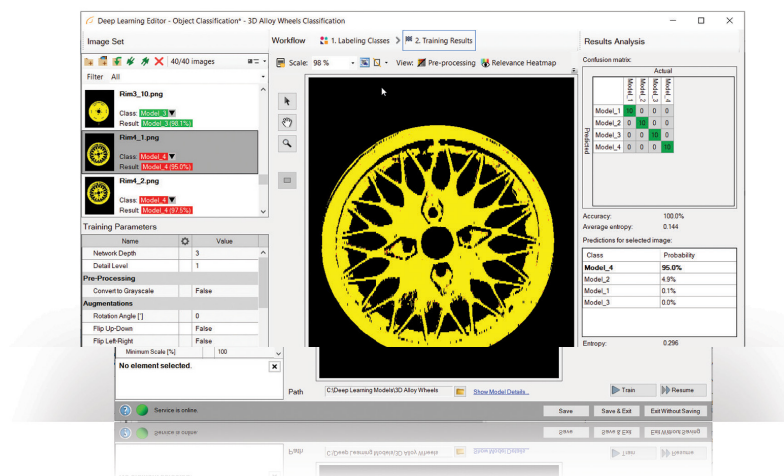 Deep Learning Editor - Object Classification* - 3D Alloy Wheels Classification
Image Set
Workflow 1. Labeling Classes > 2. Training Results
Results Analysis
40/40 images
Scale: 98 % View: Pre-processing Relevance Heatmap
Filter All
Rim3_10.png
Class: Model_3
Result: Model_3 (98.1%)
Rim4_1.png
Class: Model_4
Result: Model_4 (95.0%)
Rim4_2.png
Class: Model_4
Result: Model_4 (97.5%)
Training Parameters
Name Value
Network Depth 3
Detail Level 1
Pre-Processing
Convert to Grayscale False
Augmentations
Rotation Angle [°] 0
Flip Up-Down False
Flip Left-Right False
Minimum Scale [%] 100
No element selected.
Confusion matrix:
Actual
Model_1 Model_2 Model_3 Model_4
Predicted
Model_1 10 0 0 0
Model_2 0 10 0 0
Model_3 0 0 10 0
Model_4 0 0 0 10
Accuracy: 100.0%
Average entropy: 0.144
Predictions for selected image:
Class Probability
Model_4 95.0%
Model_2 4.9%
Model_1 0.1%
Model_3 0.0%
Entropy: 0.296
Path C:\Deep Learning Models\3D Alloy Wheels Show Model Details...
Train Resume
Service is online.
Save Save & Exit Exit Without Saving